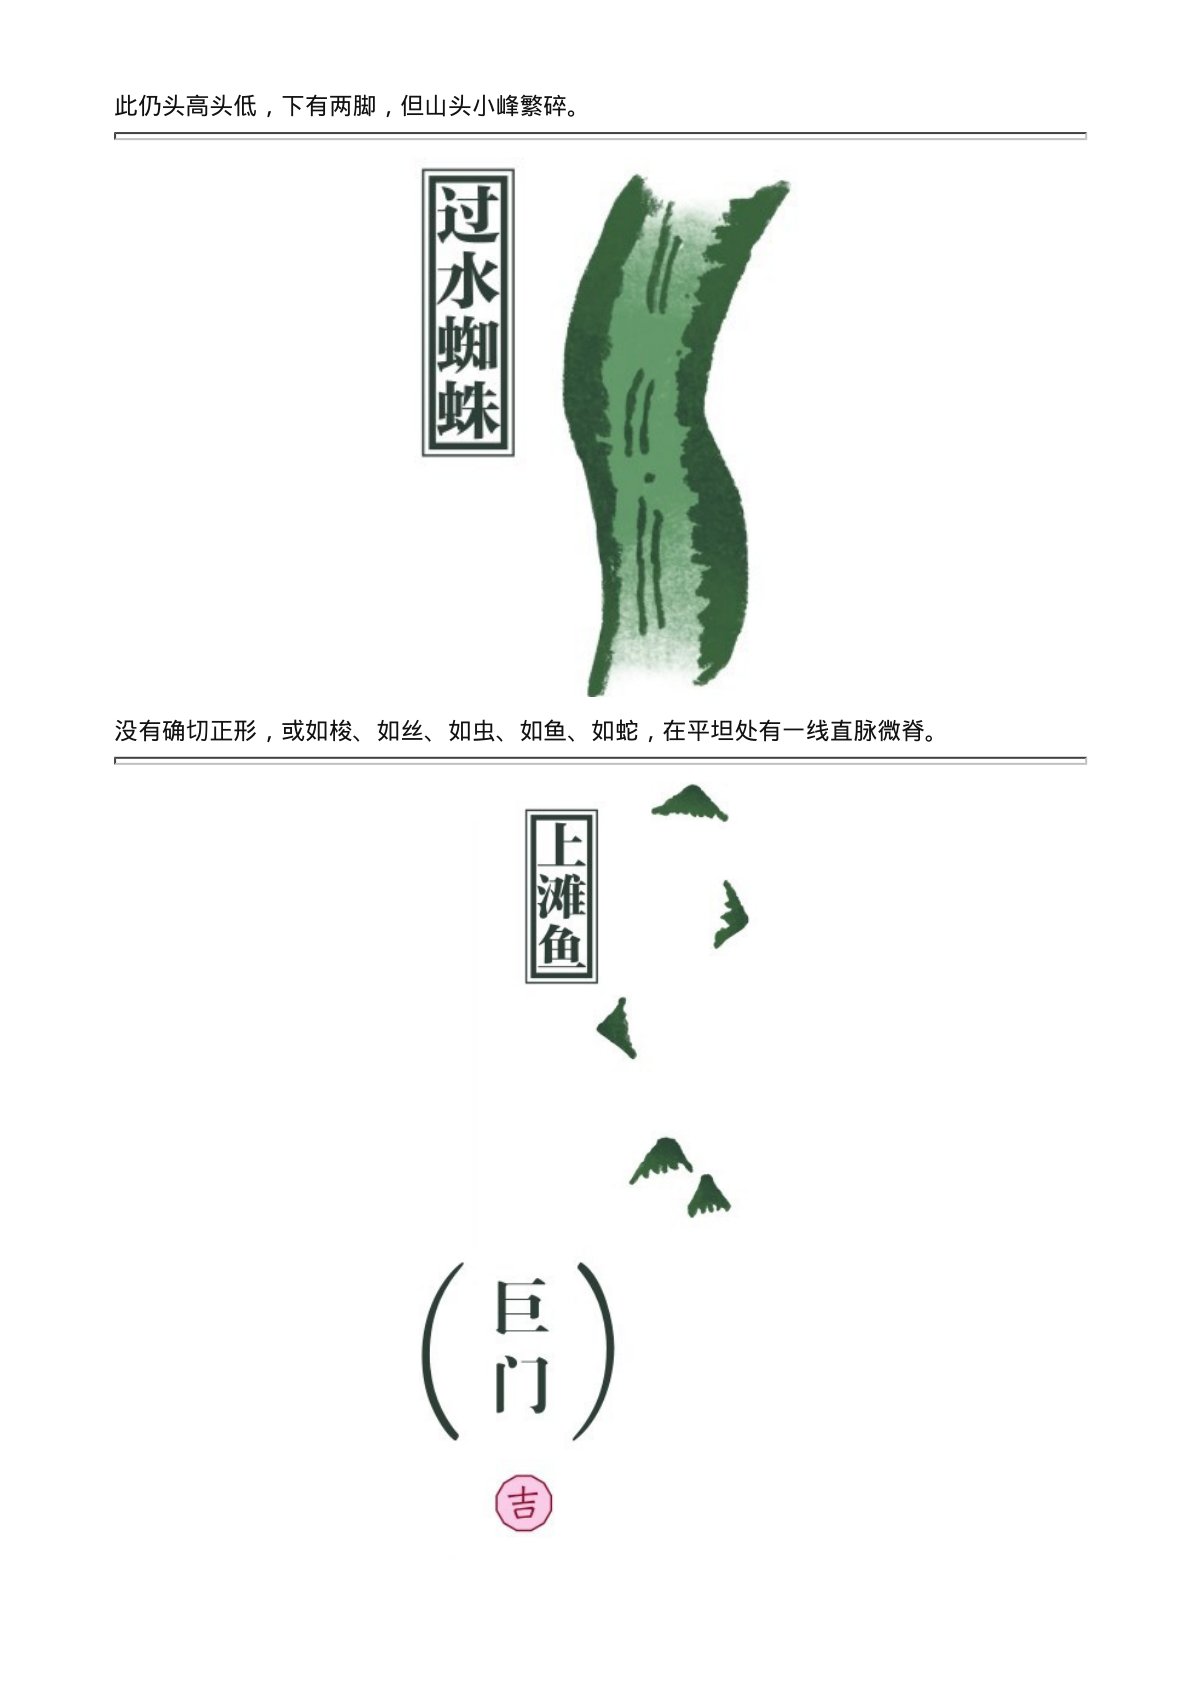 此仍头高头低，下有两脚，但山头小峰繁碎。
过水蜘蛛
没有确切正形，或如梭、如丝、如虫、如鱼、如蛇，在平坦处有一线直脉微脊。
上滩鱼
（巨门）
吉